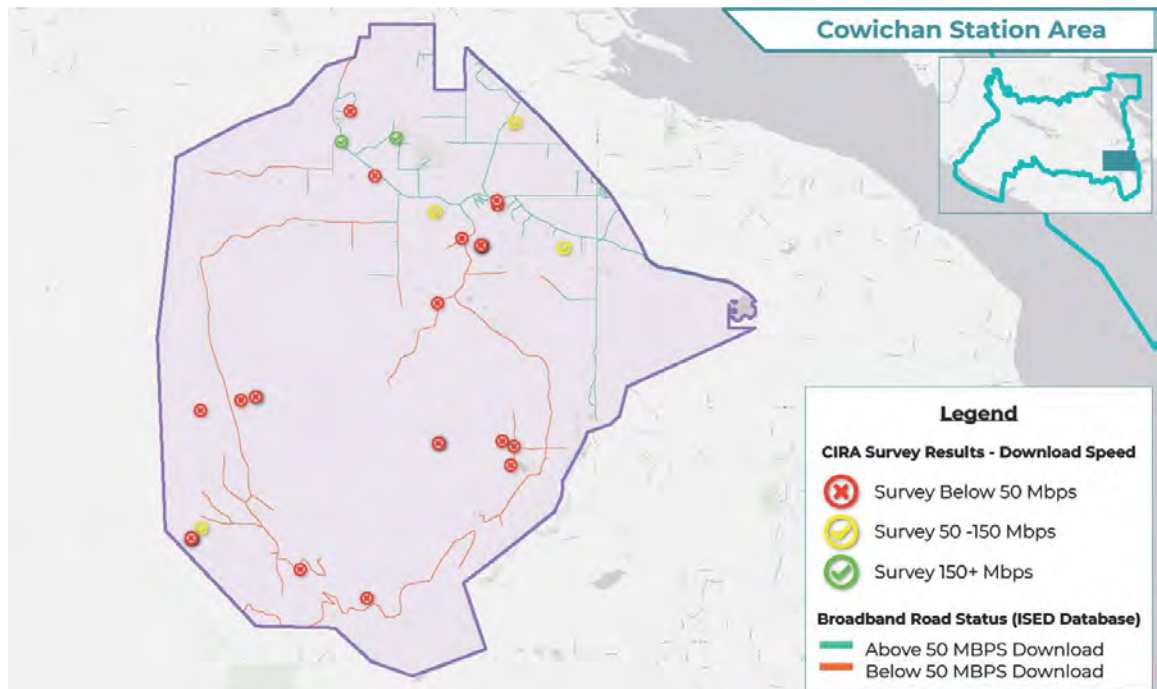 Cowichan Station Area
Legend
CIRA Survey Results - Download Speed
Survey Below 50 Mbps
Survey 50 -150 Mbps
Survey 150+ Mbps
Broadband Road Status (ISED Database)
Above 50 MBPS Download
Below 50 MBPS Download